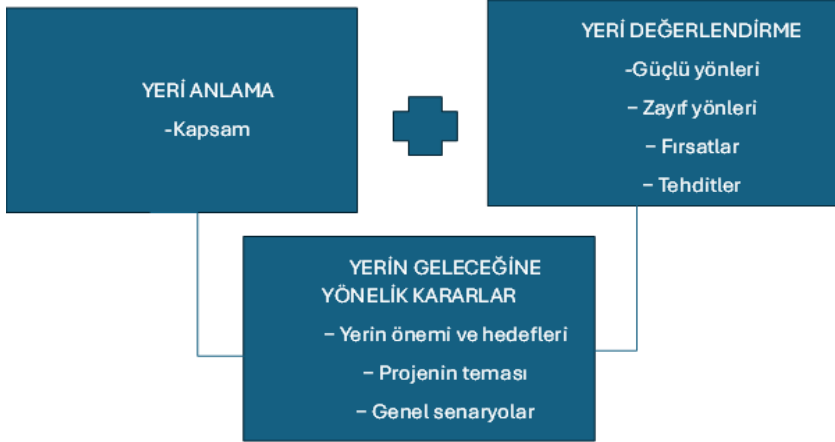 YERİ ANLAMA
-Kapsam
YERİ DEĞERLENDİRME
-Güçlü yönleri
– Zayıf yönleri
– Fırsatlar
– Tehditler
YERİN GELECEĞİNE
YÖNELİK KARARLAR
– Yerin önemi ve hedefleri
– Projenin teması
– Genel senaryolar